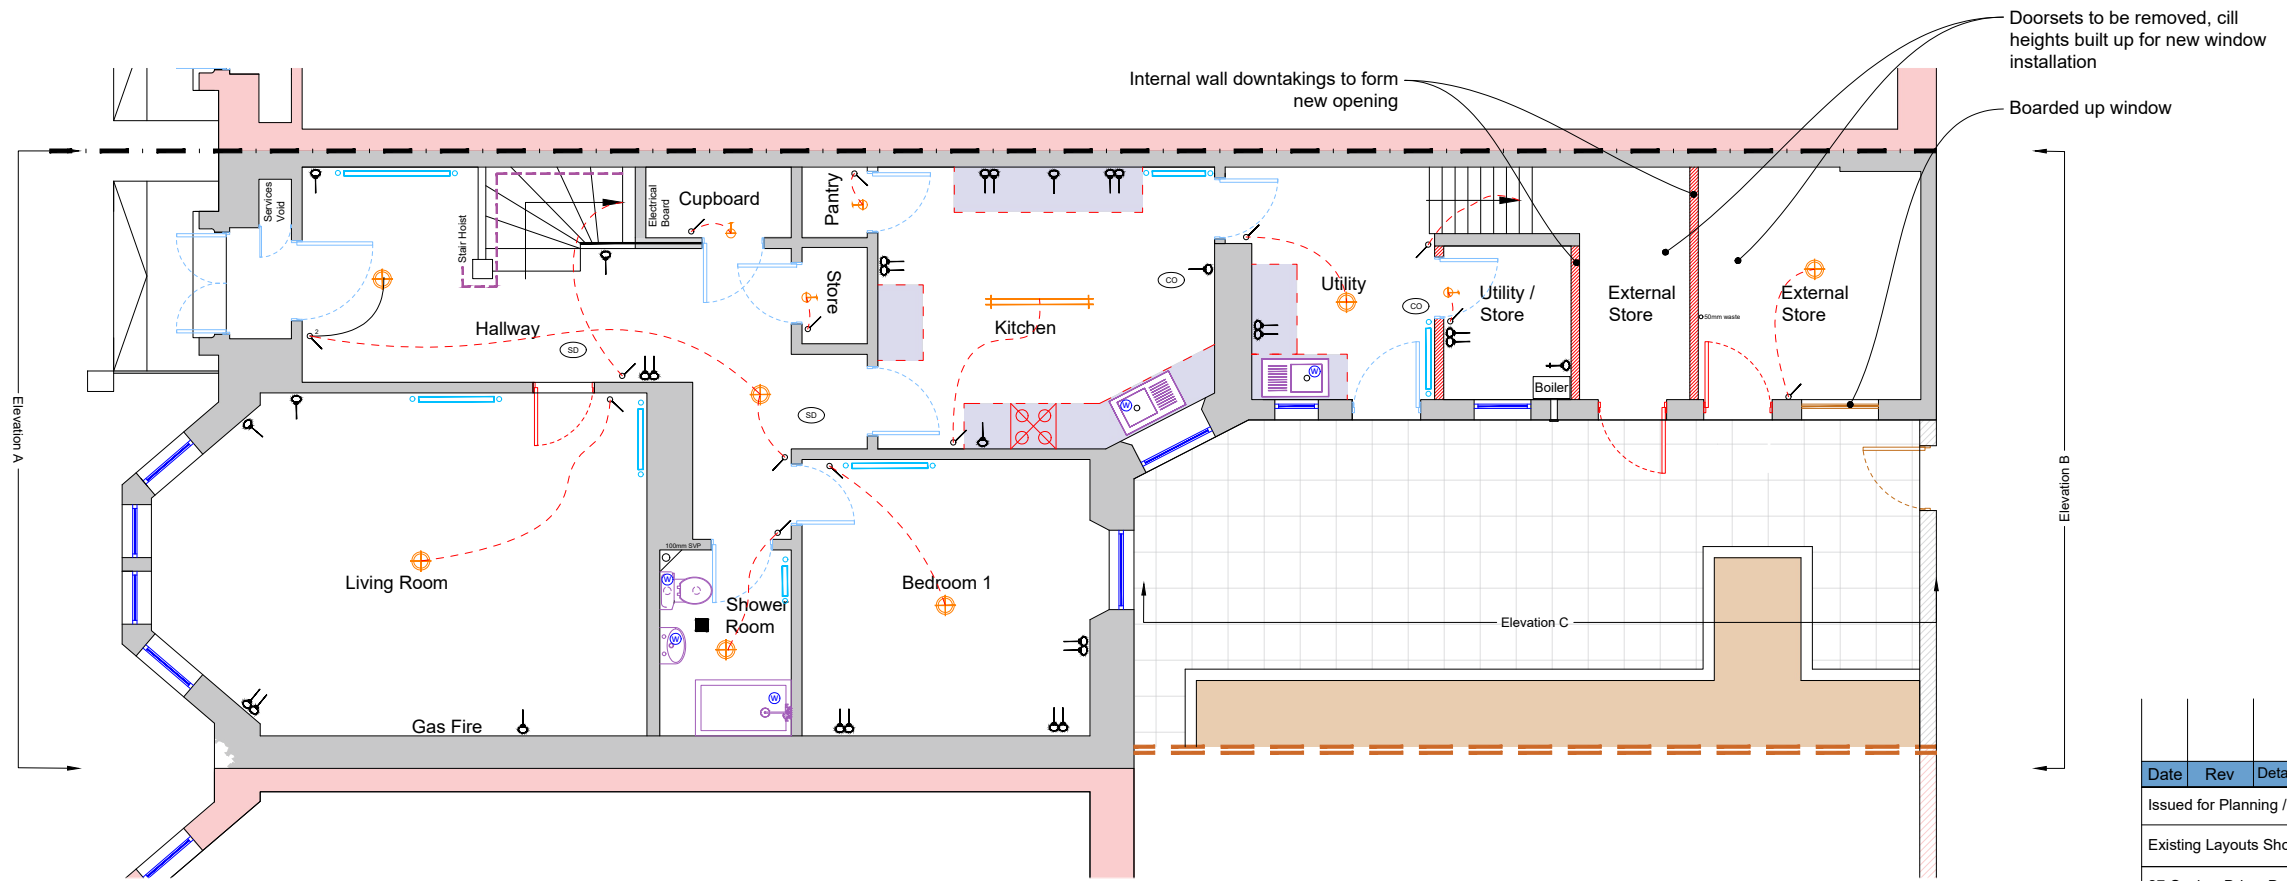 Doorsets to be removed, cill
heights built up for new window
installation
Internal wall downtakings to form
new opening
Boarded up window
Services
Void
Stair Hoist
Electrical
Board
Cupboard
Pantry
Store
Hallway
2
SD
SD
Kitchen
CO
Utility
CO
Utility /
Store
External
Store
50mm waste
External
Store
Boiler
W
W
Elevation A
Elevation B
Living Room
Gas Fire
100mm SVP
W
Shower
Room
W
W
Bedroom 1
Elevation C
Date
Rev
Deta
Issued for Planning /
Existing Layouts Sho